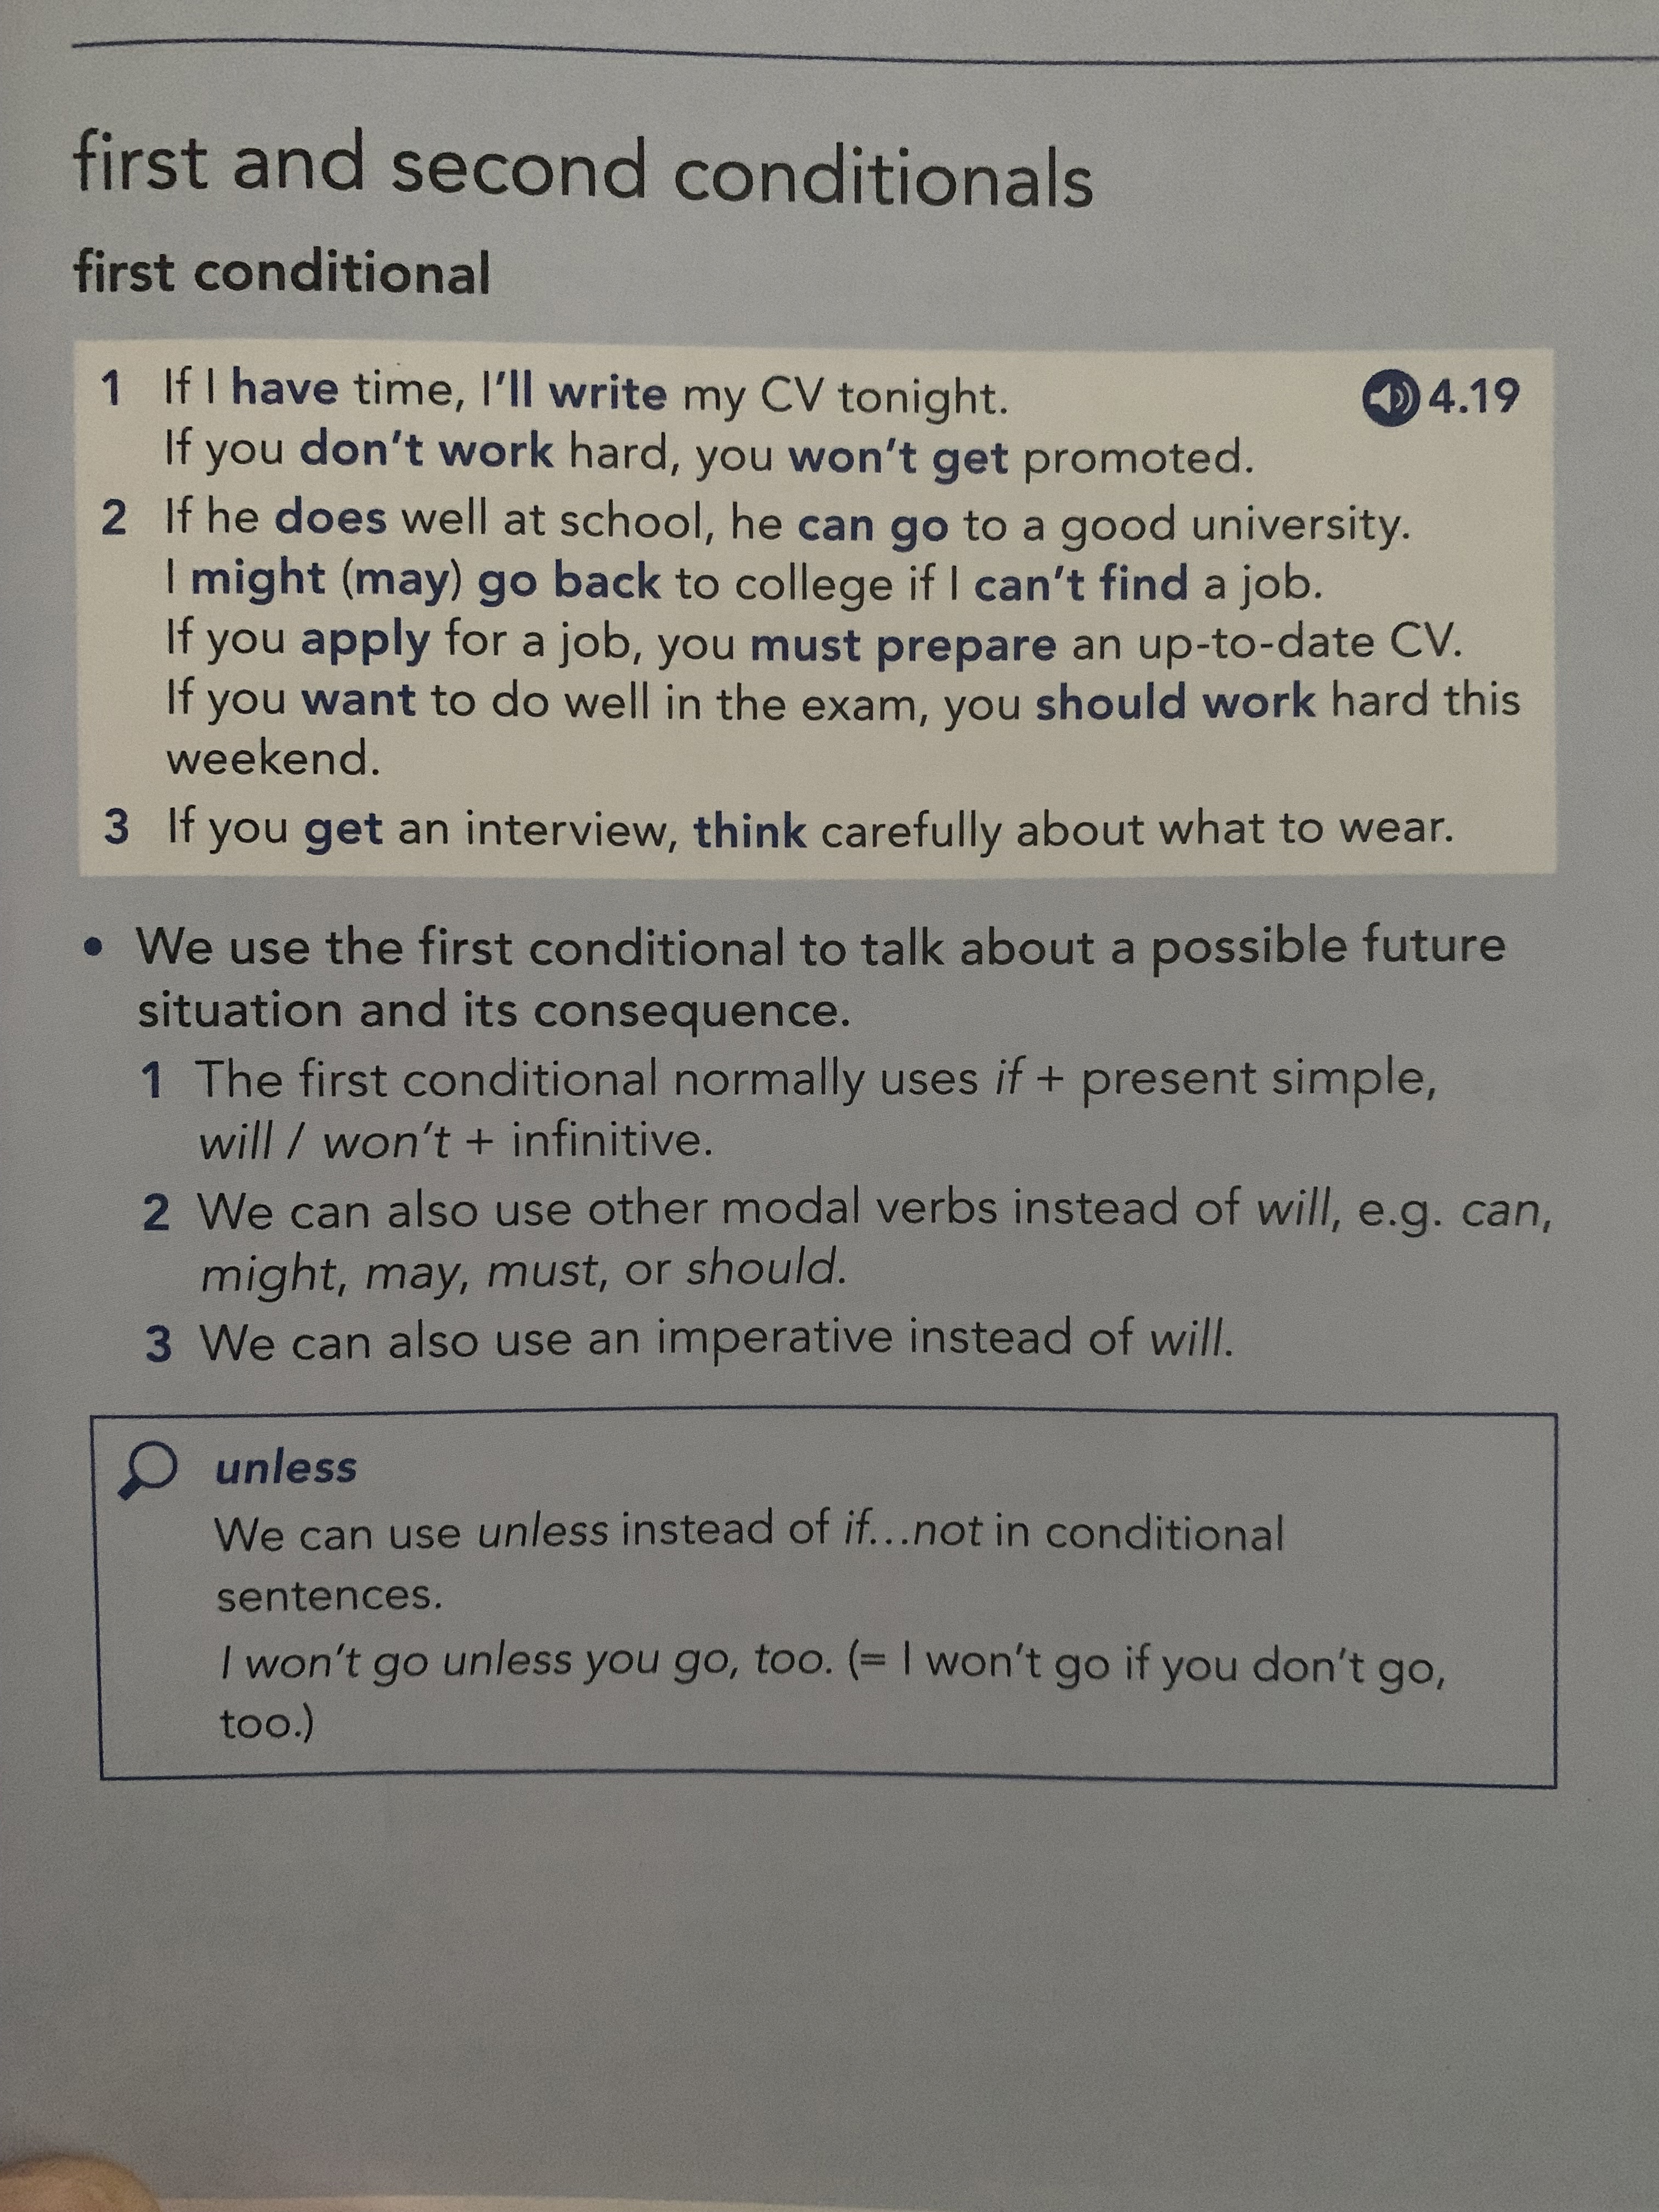 first and second conditionals
first conditional
1 If I have time, I'll write my CV tonight. 4.19
If you don't work hard, you won't get promoted.
2 If he does well at school, he can go to a good university.
I might (may) go back to college if I can't find a job.
If you apply for a job, you must prepare an up-to-date CV.
If you want to do well in the exam, you should work hard this
weekend.
3 If you get an interview, think carefully about what to wear.
• We use the first conditional to talk about a possible future
situation and its consequence.
1 The first conditional normally uses if + present simple,
will / won't + infinitive.
2 We can also use other modal verbs instead of will, e.g. can,
might, may, must, or should.
3 We can also use an imperative instead of will.
unless
We can use unless instead of if...not in conditional
sentences.
I won't go unless you go, too. (= I won't go if you don't go,
too.)